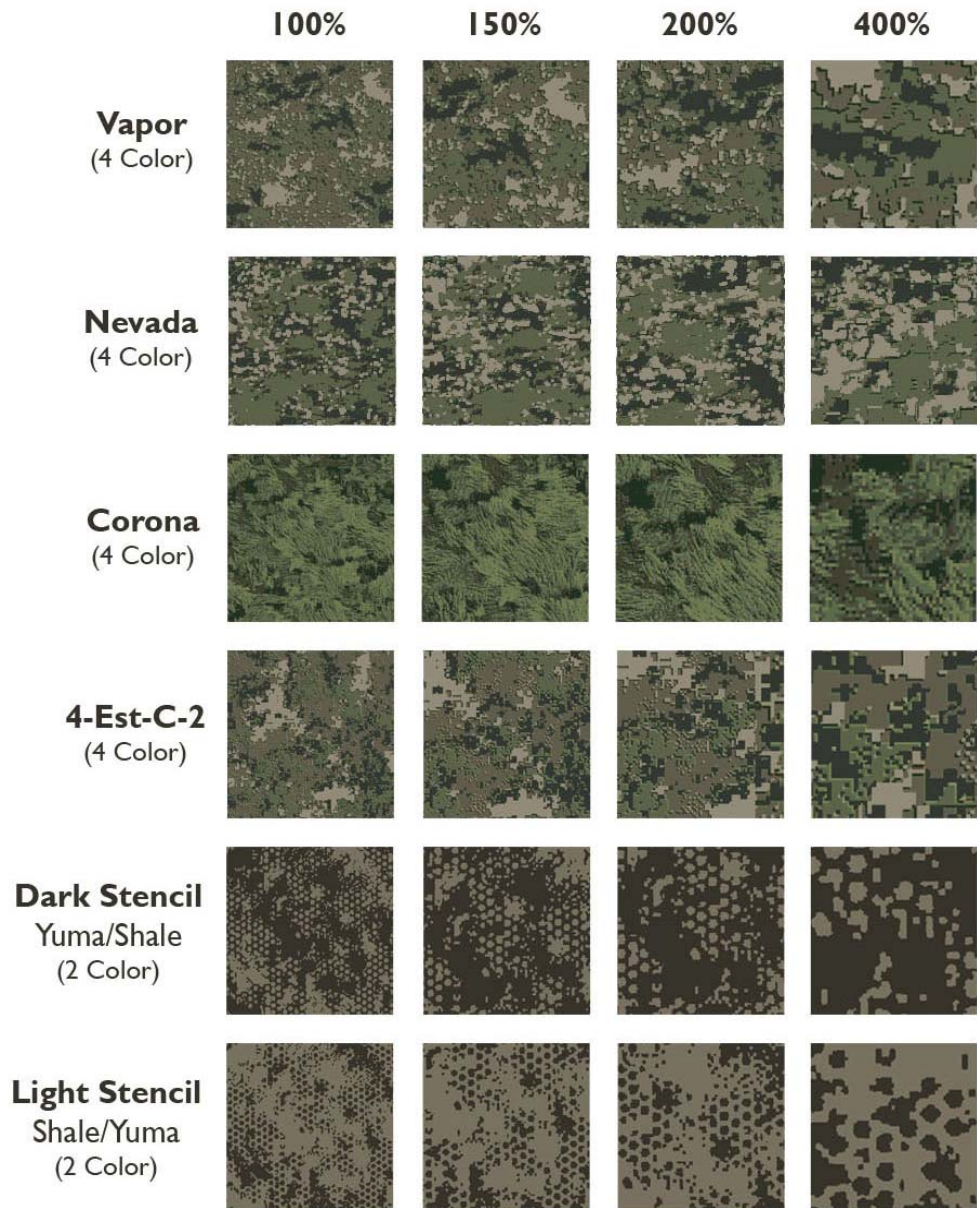 100% 150% 200% 400%
Vapor
(4 Color)
Nevada
(4 Color)
Corona
(4 Color)
4-Est-C-2
(4 Color)
Dark Stencil
Yuma/Shale
(2 Color)
Light Stencil
Shale/Yuma
(2 Color)